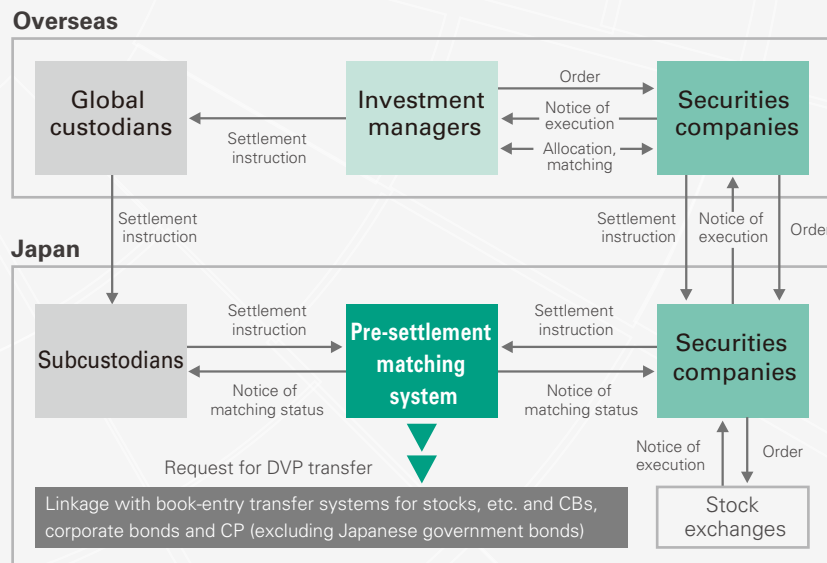 Overseas
Global
custodians
Settlement
instruction
Investment
managers
Order
Notice of
execution
Allocation,
matching
Securities
companies
Settlement
instruction
Settlement
instruction
Notice of
execution
Order
Japan
Subcustodians
Settlement
instruction
Notice of
matching status
Pre-settlement
matching
system
Settlement
instruction
Notice of
matching status
Securities
companies
Request for DVP transfer
Notice of
execution
Order
Linkage with book-entry transfer systems for stocks, etc. and CBs,
corporate bonds and CP (excluding Japanese government bonds)
Stock
exchanges